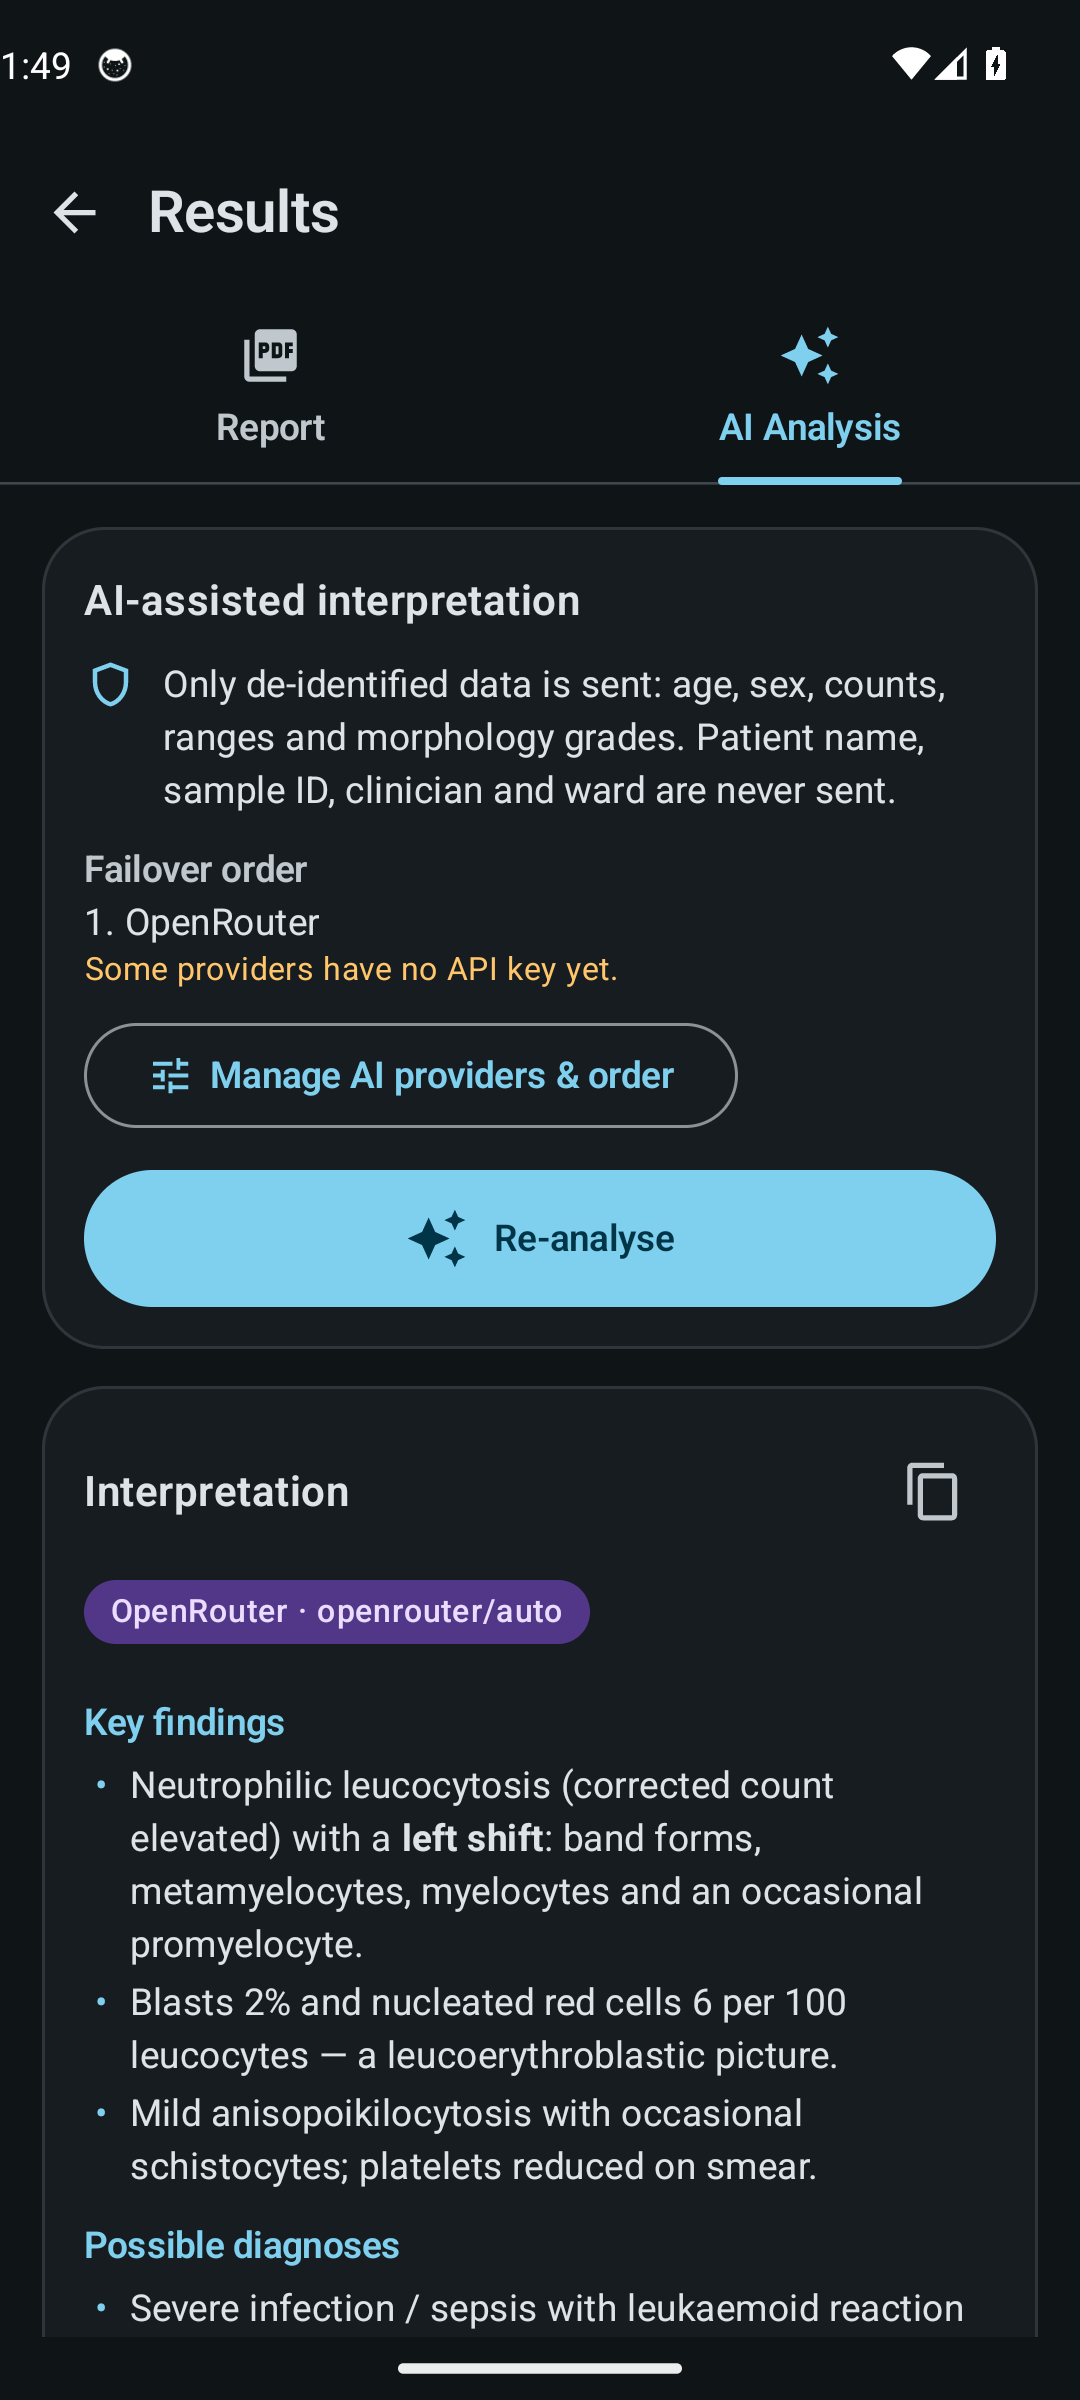 1:49
Results
PDF
Report
AI Analysis
AI-assisted interpretation
Only de-identified data is sent: age, sex, counts,
ranges and morphology grades. Patient name,
sample ID, clinician and ward are never sent.
Failover order
1. OpenRouter
Some providers have no API key yet.
Manage AI providers & order
Re-analyse
Interpretation
OpenRouter · openrouter/auto
Key findings
• Neutrophilic leucocytosis (corrected count
elevated) with a left shift: band forms,
metamyelocytes, myelocytes and an occasional
promyelocyte.
• Blasts 2% and nucleated red cells 6 per 100
leucocytes — a leucoerythroblastic picture.
• Mild anisopoikilocytosis with occasional
schistocytes; platelets reduced on smear.
Possible diagnoses
• Severe infection / sepsis with leukaemoid reaction